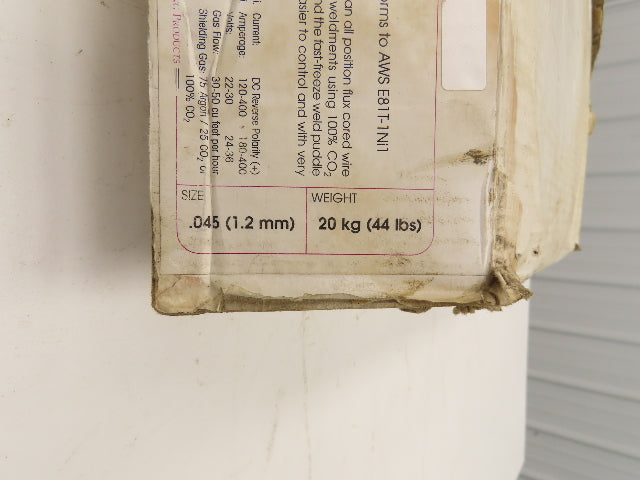 orms to AWS E81T-1Ni1
an all position flux cored wire
weldments using 100% CO2
nd the fast-freeze weld puddle
asier to control and with very
Current: DC Reverse Polarity (+)
Amperage: 120-400 180-400
Volts: 22-30 24-36
Gas Flow: 30-50 cu feet per hour
Shielding Gas: 75 Argon / 25 CO2 or
100% CO2
PRODUCTS
SIZE
.045 (1.2 mm)
WEIGHT
20 kg (44 lbs)